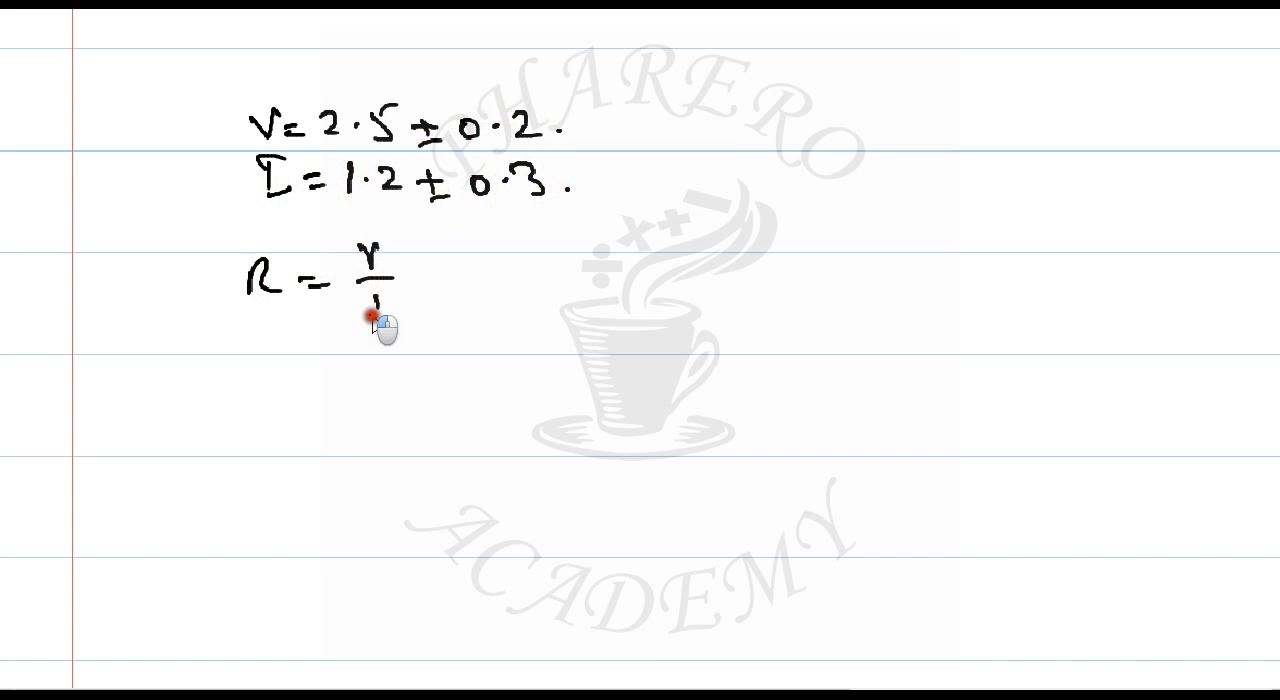 PHARERO
V = 2.5 ± 0.2.
I = 1.2 ± 0.3.
R = V
ACADEMY